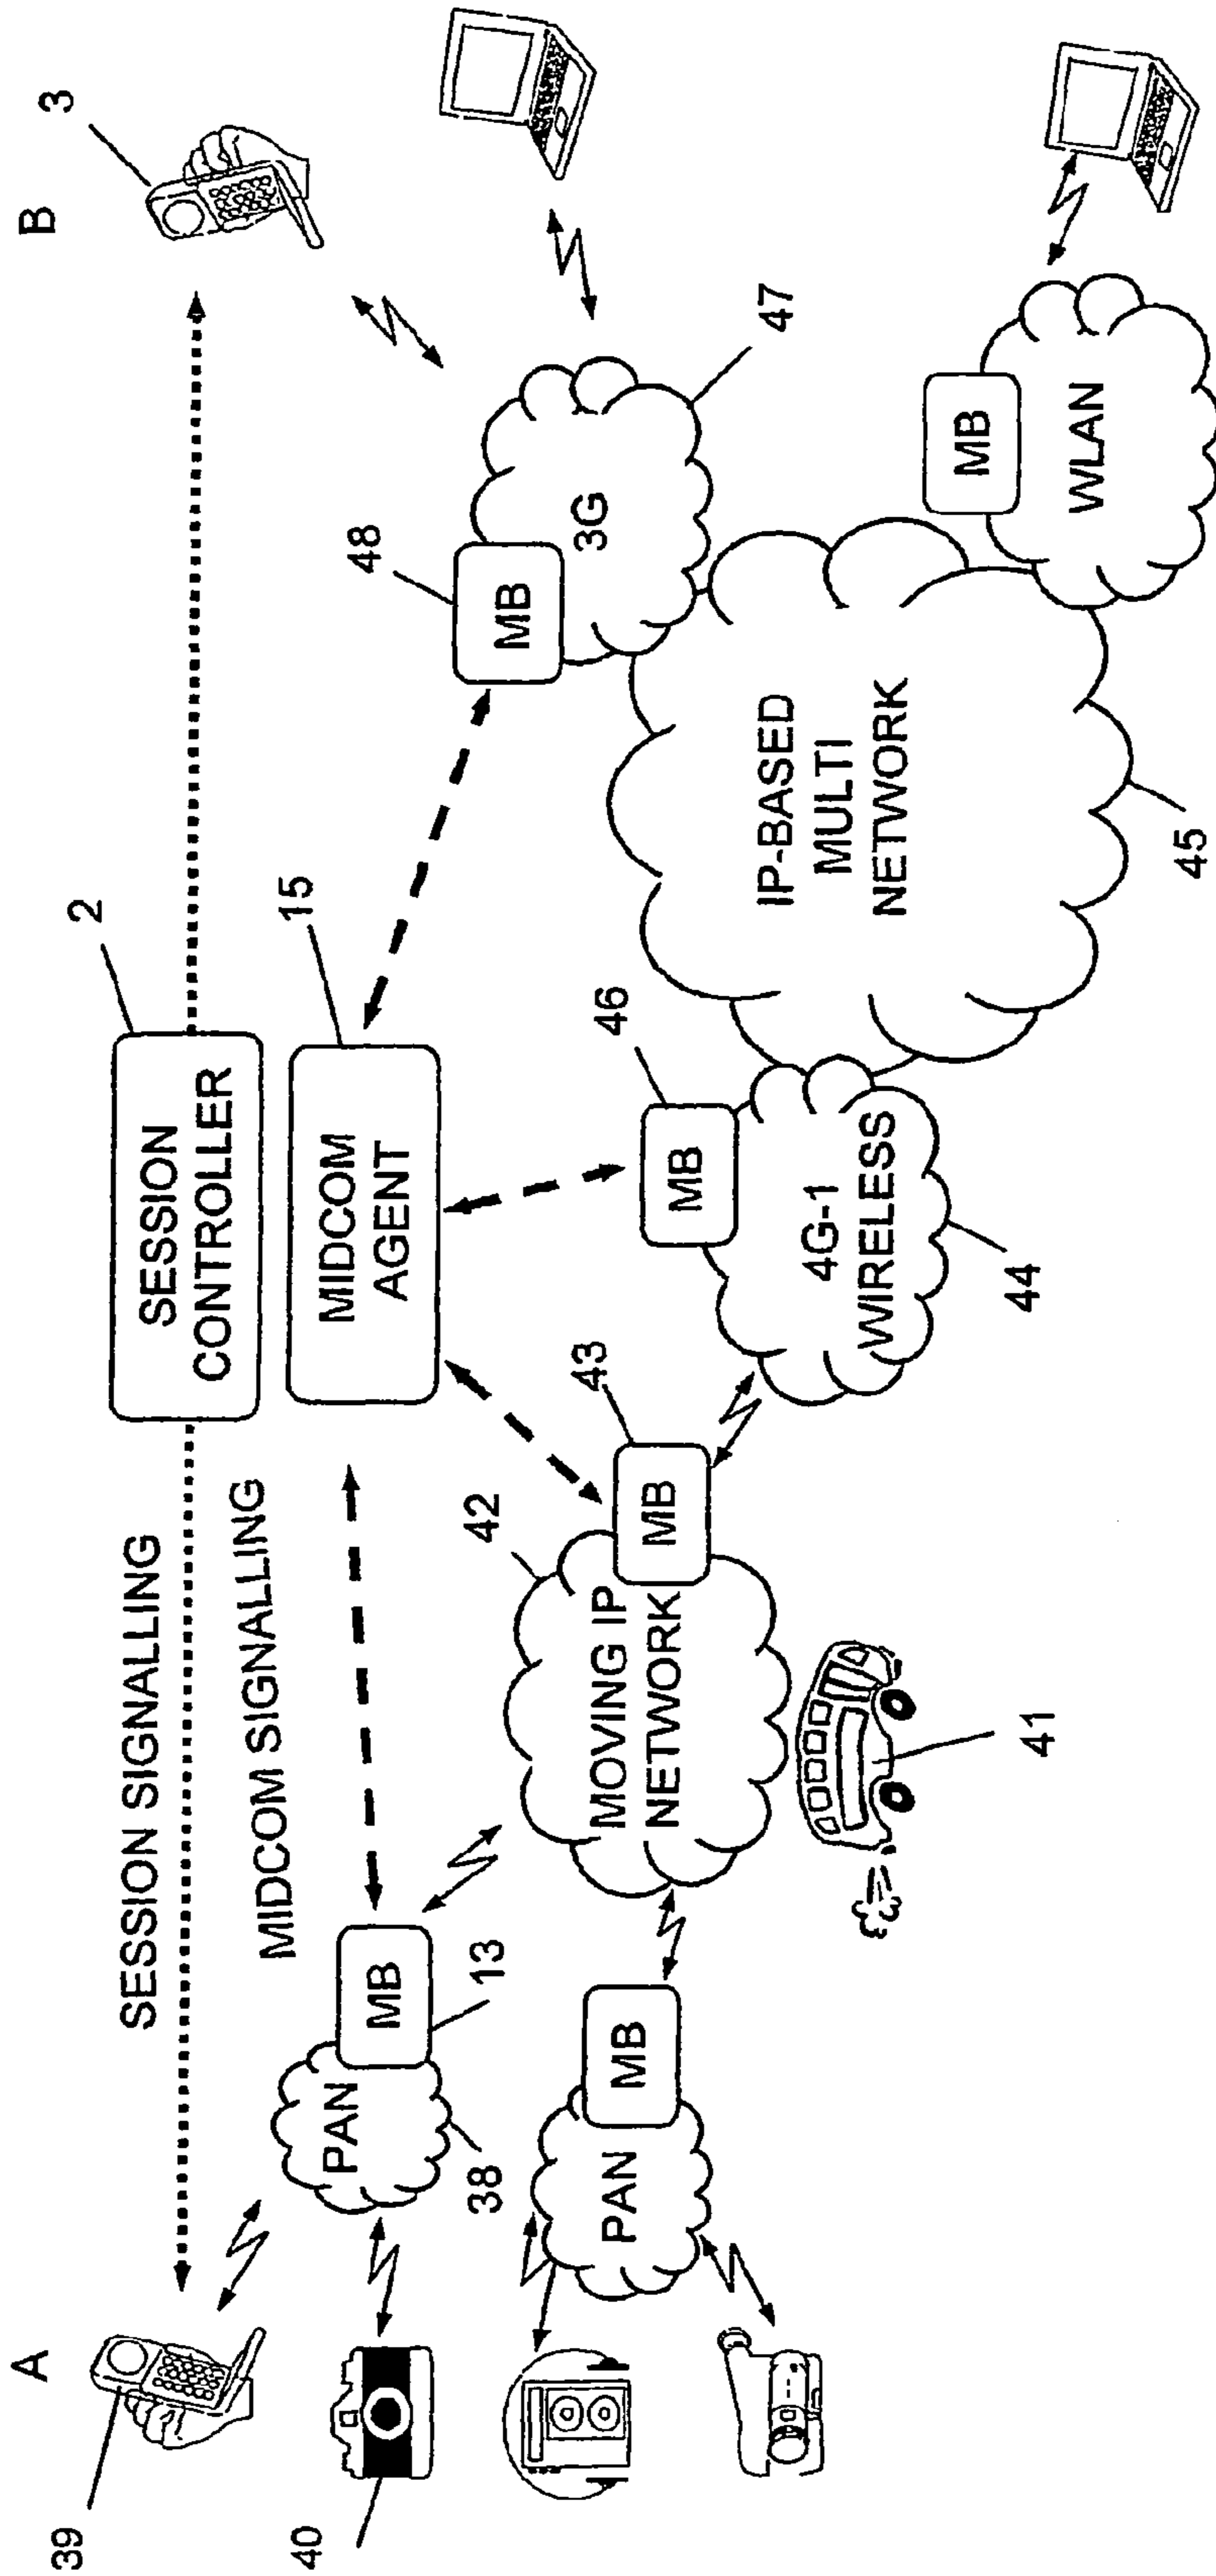 A
B
39
3
SESSION SIGNALLING
2
SESSION
CONTROLLER
MIDCOM SIGNALLING
15
MIDCOM
AGENT
40
PAN
MB
13
38
42
MOVING IP
NETWORK
MB
43
46
MB
48
MB
3G
47
PAN
MB
41
4G-1
WIRELESS
44
IP-BASED
MULTI
NETWORK
45
MB
WLAN